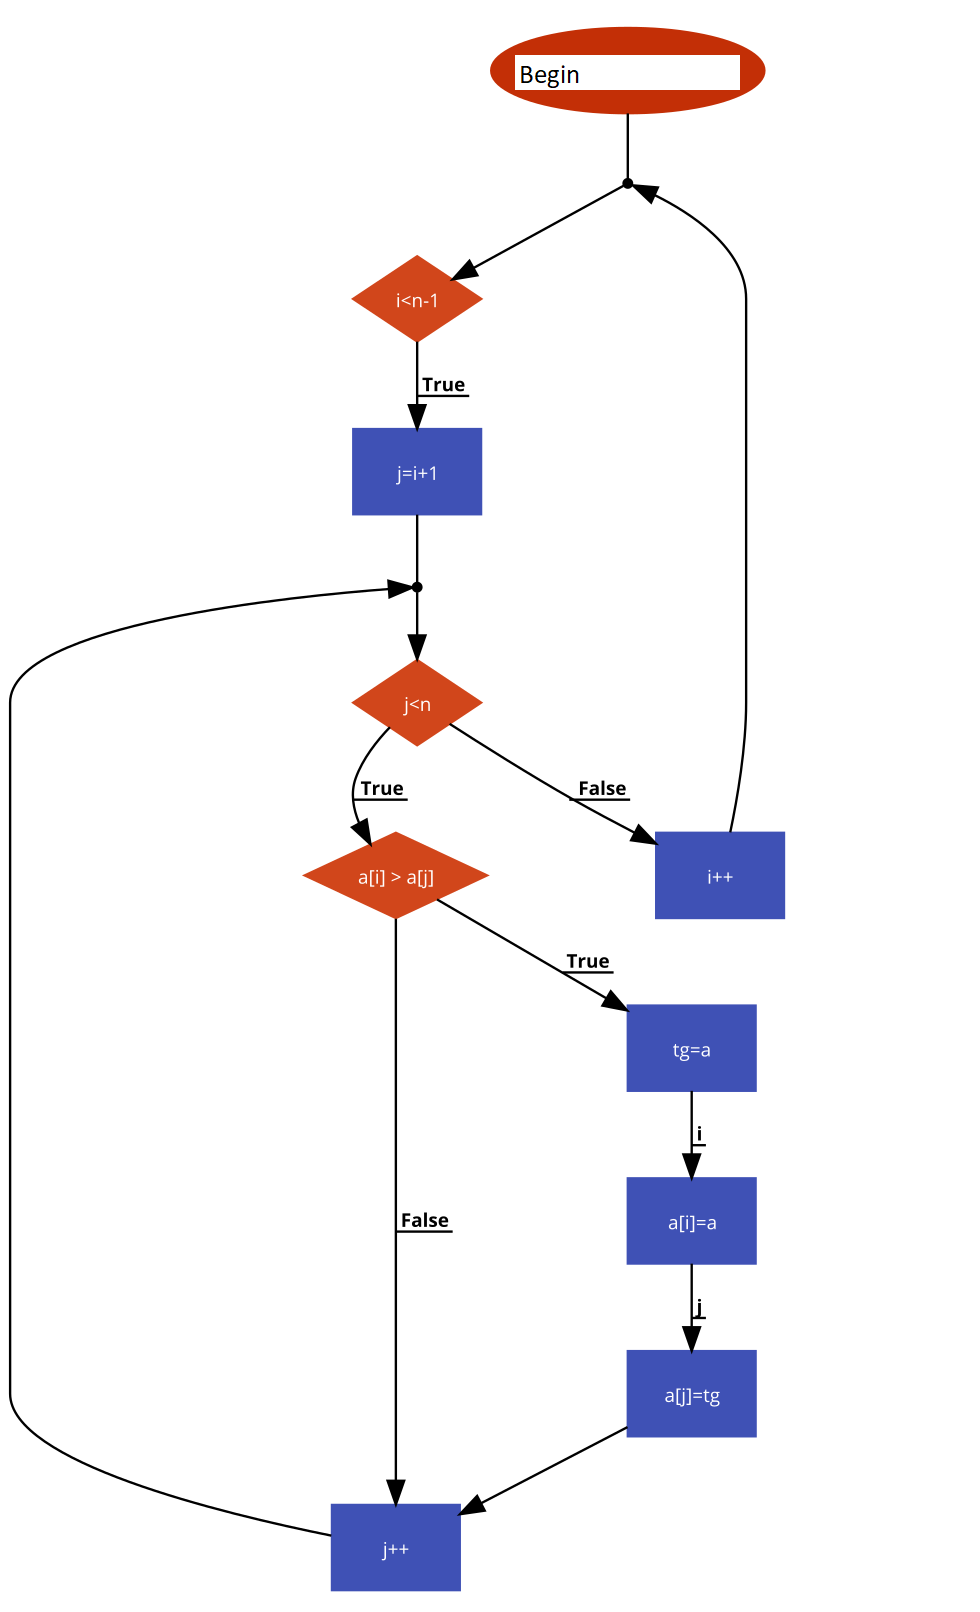 Begin
i<n-1
True
j=i+1
j<n
True
False
a[i] > a[j]
i++
True
tg=a
i
a[i]=a
False
j
a[j]=tg
j++